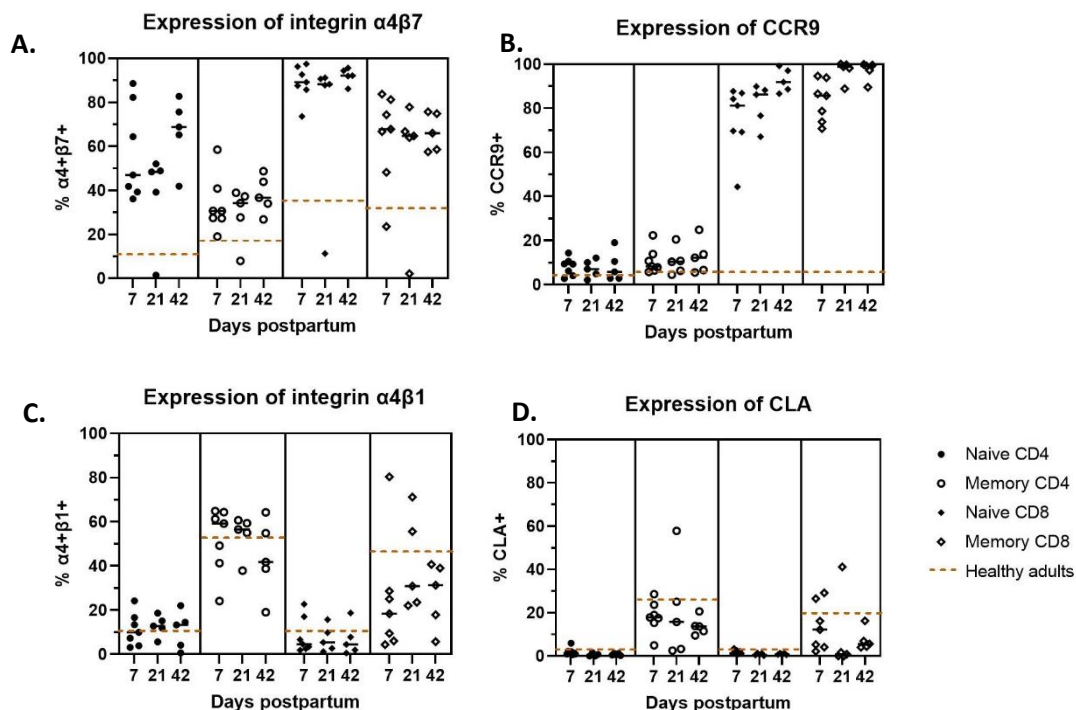 A.
Expression of integrin α4β7
% α4+β7+
100
80
60
40
20
0
7 21 42 7 21 42 7 21 42 7 21 42
Days postpartum
B.
Expression of CCR9
% CCR9+
100
80
60
40
20
0
7 21 42 7 21 42 7 21 42 7 21 42
Days postpartum
C.
Expression of integrin α4β1
% α4+β1+
100
80
60
40
20
0
7 21 42 7 21 42 7 21 42 7 21 42
Days postpartum
D.
Expression of CLA
% CLA+
100
80
60
40
20
0
7 21 42 7 21 42 7 21 42 7 21 42
Days postpartum
Naive CD4
Memory CD4
Naive CD8
Memory CD8
Healthy adults